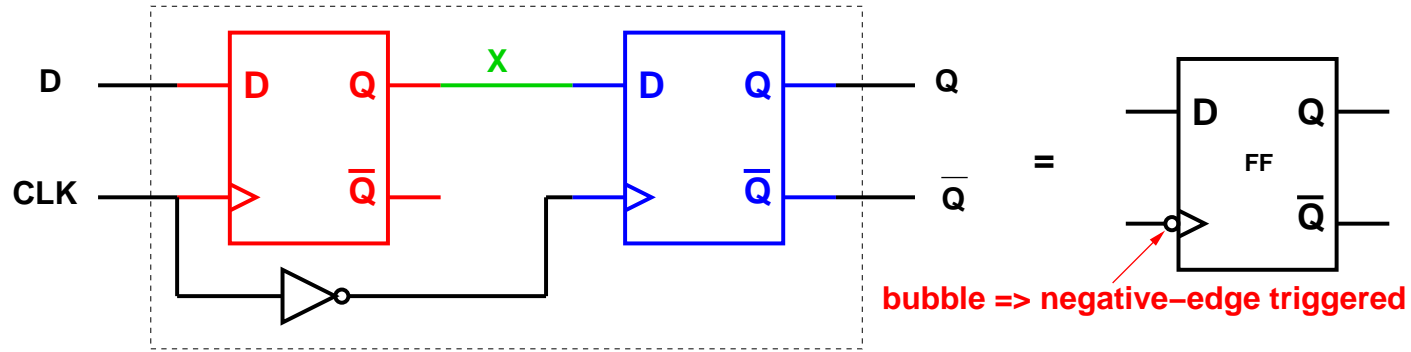 X
D D Q D Q Q
D Q
= FF
CLK Q̅ Q̅ Q̅
Q̅
bubble => negative−edge triggered